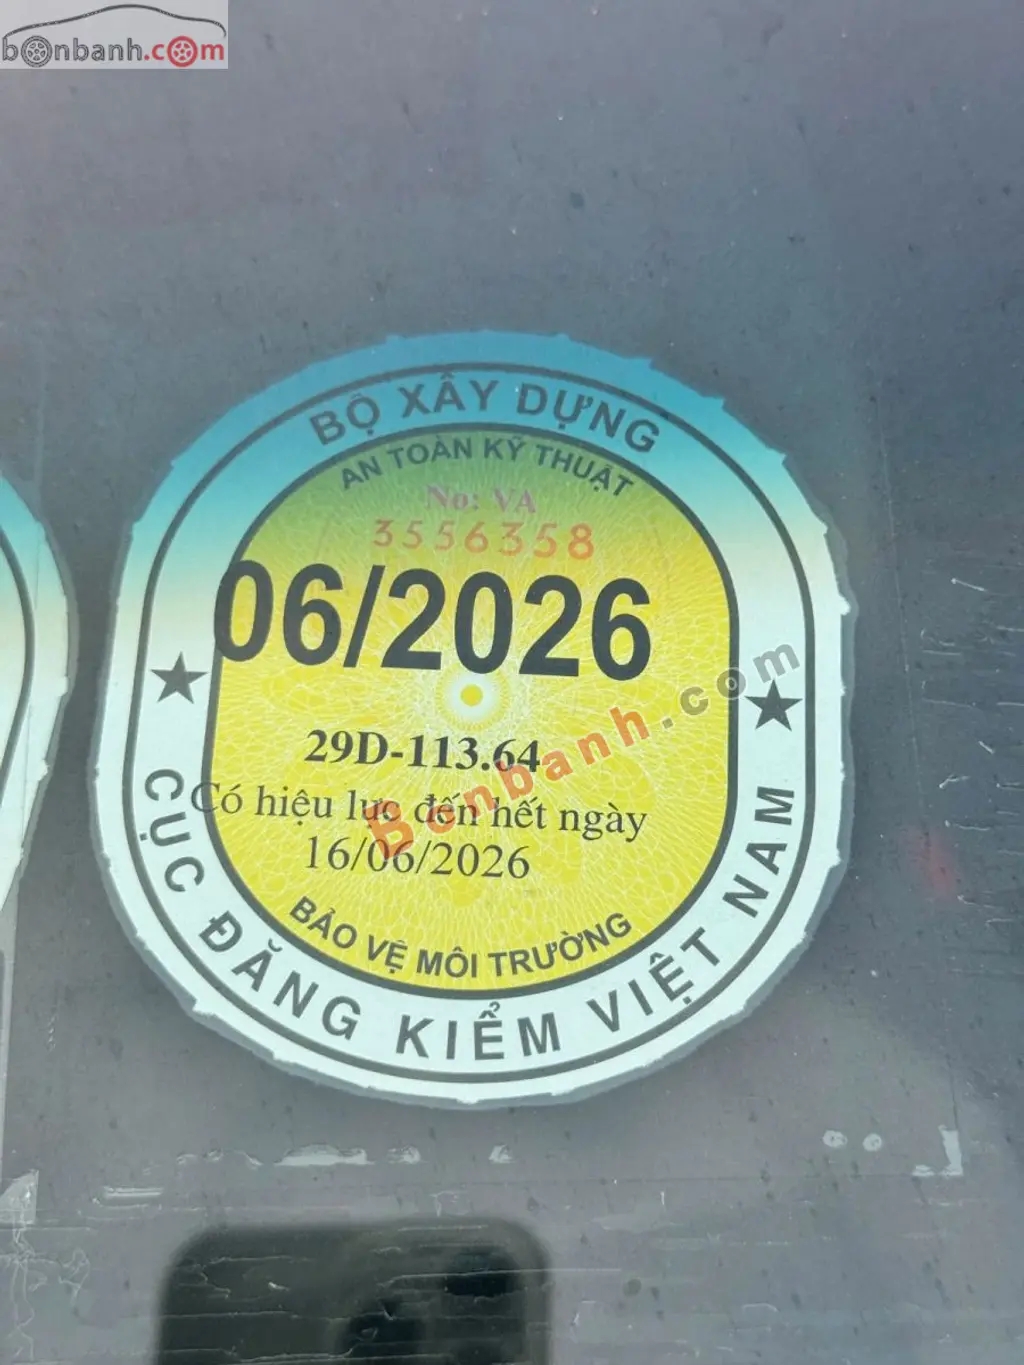 bonbanh.com
BỘ XÂY DỰNG
AN TOÀN KỸ THUẬT
No: VA
3556358
06/2026
29D-113.64
Có hiệu lực đến hết ngày
16/06/2026
BẢO VỆ MÔI TRƯỜNG
CỤC ĐĂNG KIỂM VIỆT NAM
Bonbanh.com